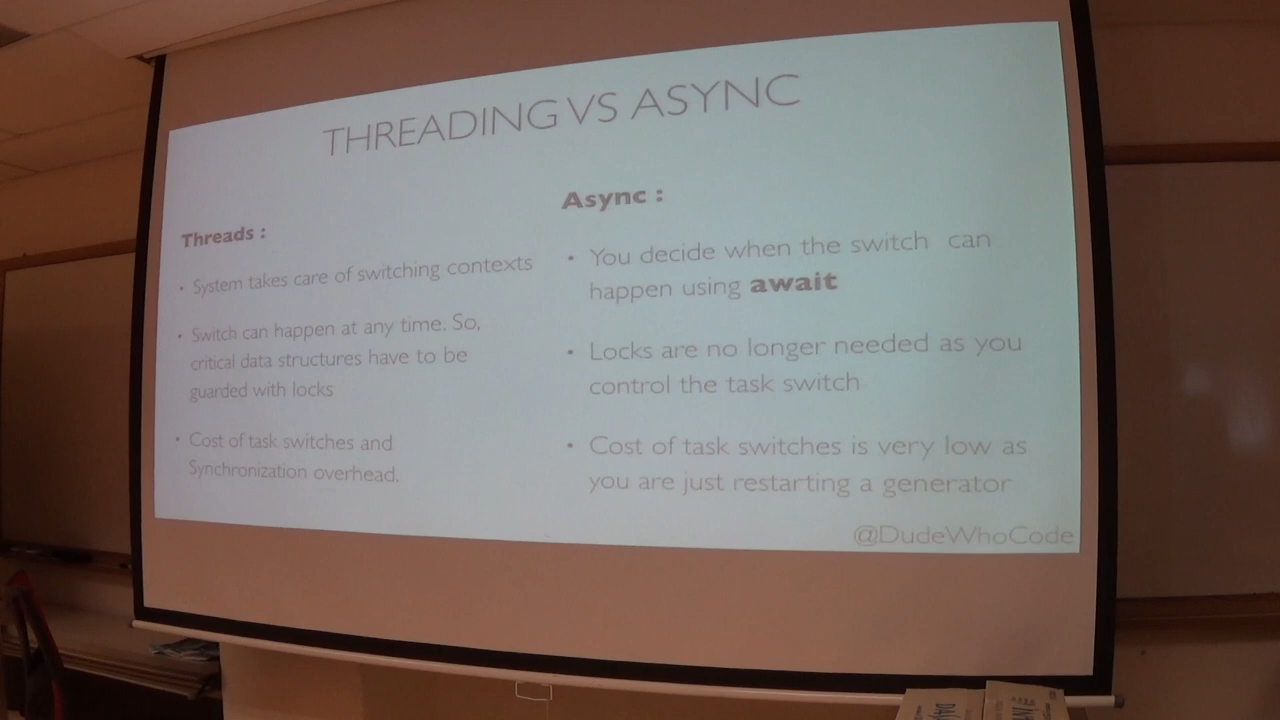 THREADING VS ASYNC
Threads :
• System takes care of switching contexts
• Switch can happen at any time. So,
critical data structures have to be
guarded with locks
• Cost of task switches and
Synchronization overhead.
Async :
• You decide when the switch can
happen using await
• Locks are no longer needed as you
control the task switch
• Cost of task switches is very low as
you are just restarting a generator
@DudeWhoCode